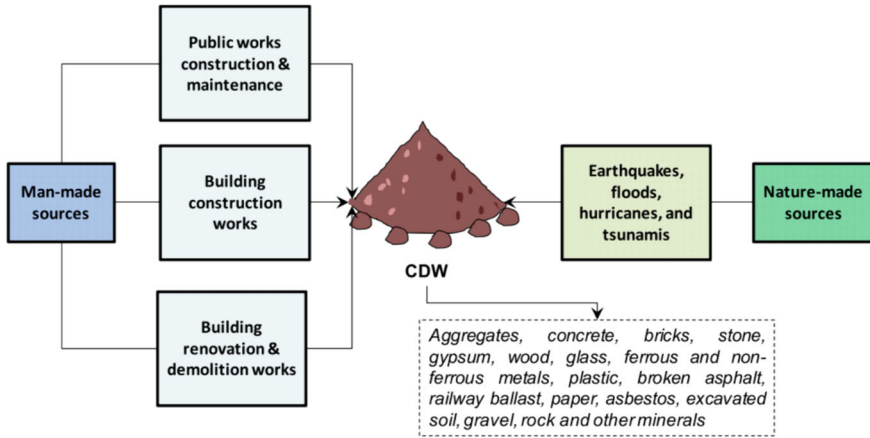 Public works
construction &
maintenance
Man-made
sources
Building
construction
works
Building
renovation &
demolition works
CDW
Earthquakes,
floods,
hurricanes, and
tsunamis
Nature-made
sources
Aggregates, concrete, bricks, stone,
gypsum, wood, glass, ferrous and non-
ferrous metals, plastic, broken asphalt,
railway ballast, paper, asbestos, excavated
soil, gravel, rock and other minerals